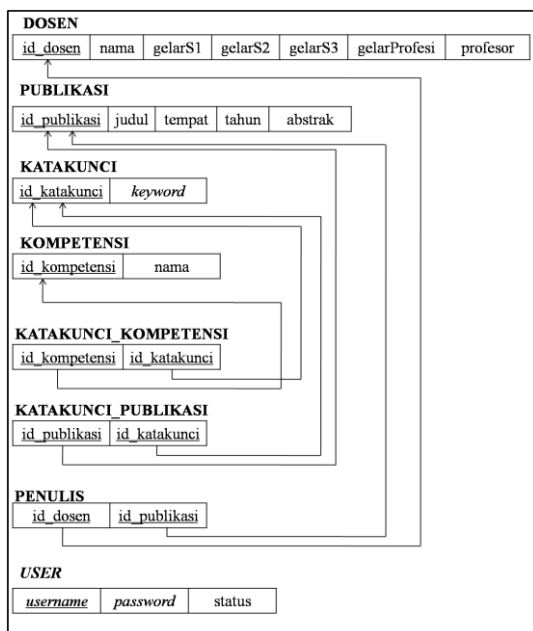 DOSEN
id_dosen nama gelarS1 gelarS2 gelarS3 gelarProfesi profesor
PUBLIKASI
id_publikasi judul tempat tahun abstrak
KATAKUNCI
id_katakunci keyword
KOMPETENSI
id_kompetensi nama
KATAKUNCI_KOMPETENSI
id_kompetensi id_katakunci
KATAKUNCI_PUBLIKASI
id_publikasi id_katakunci
PENULIS
id_dosen id_publikasi
USER
username password status